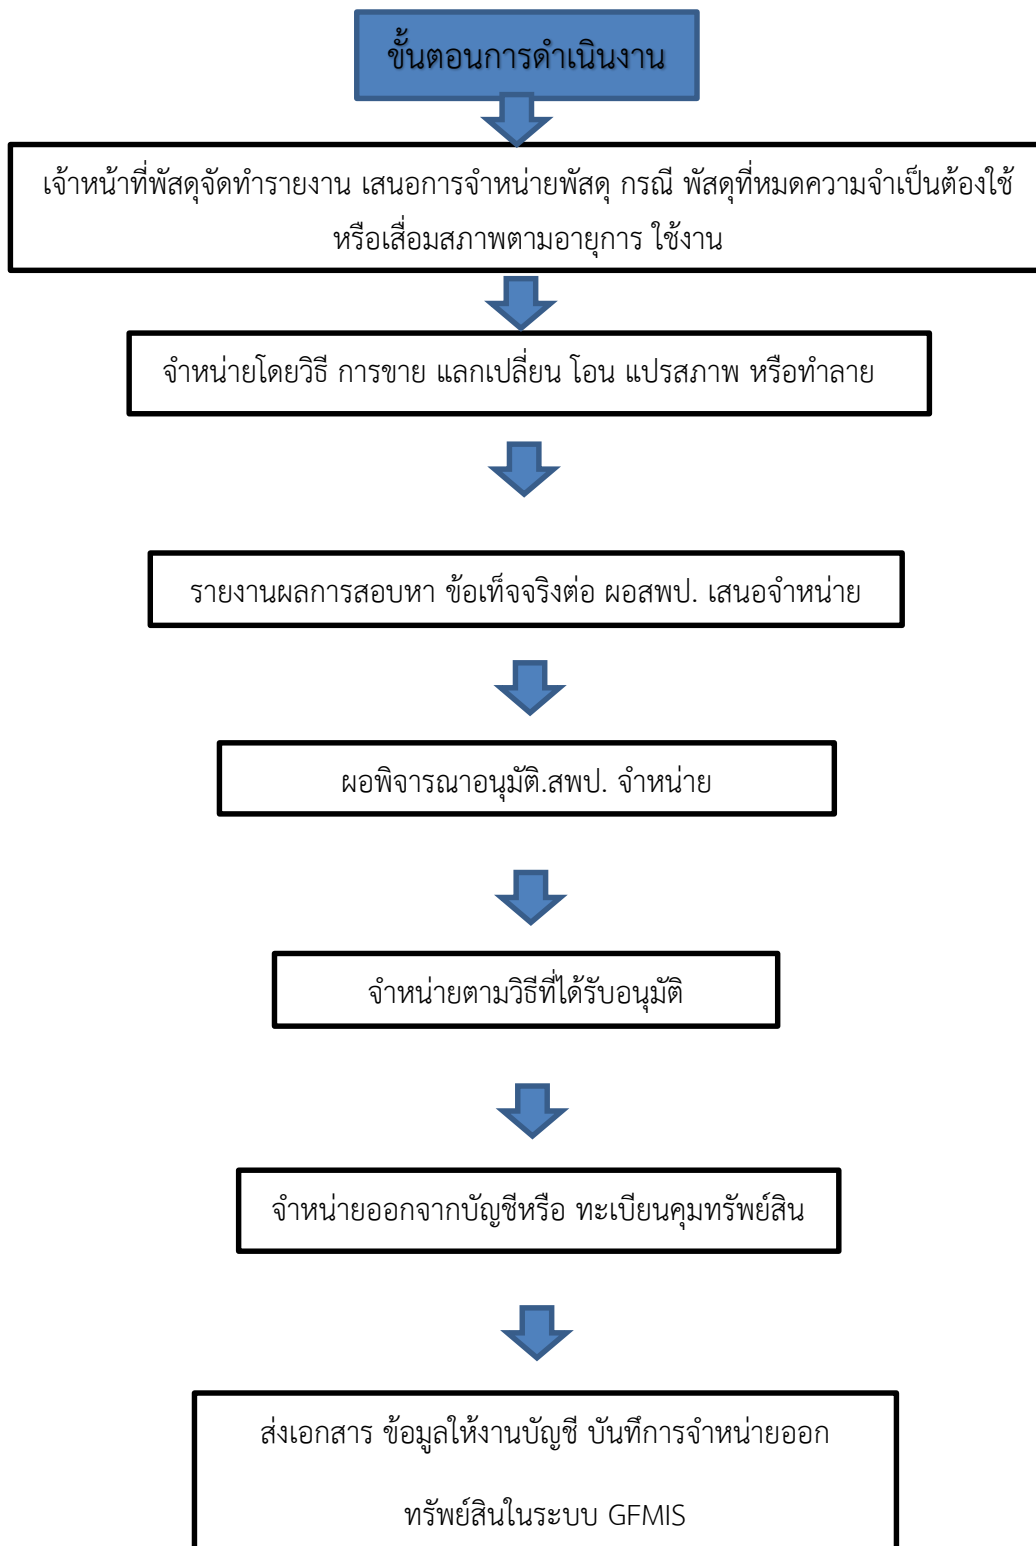 ขั้นตอนการดำเนินงาน
เจ้าหน้าที่พัสดุจัดทำรายงาน เสนอการจำหน่ายพัสดุ กรณี พัสดุที่หมดความจำเป็นต้องใช้
หรือเสื่อมสภาพตามอายุการ ใช้งาน
จำหน่ายโดยวิธี การขาย แลกเปลี่ยน โอน แปรสภาพ หรือทำลาย
รายงานผลการสอบหา ข้อเท็จจริงต่อ ผอสพป. เสนอจำหน่าย
ผอพิจารณาอนุมัติ.สพป. จำหน่าย
จำหน่ายตามวิธีที่ได้รับอนุมัติ
จำหน่ายออกจากบัญชีหรือ ทะเบียนคุมทรัพย์สิน
ส่งเอกสาร ข้อมูลให้งานบัญชี บันทึการจำหน่ายออก
ทรัพย์สินในระบบ GFMIS